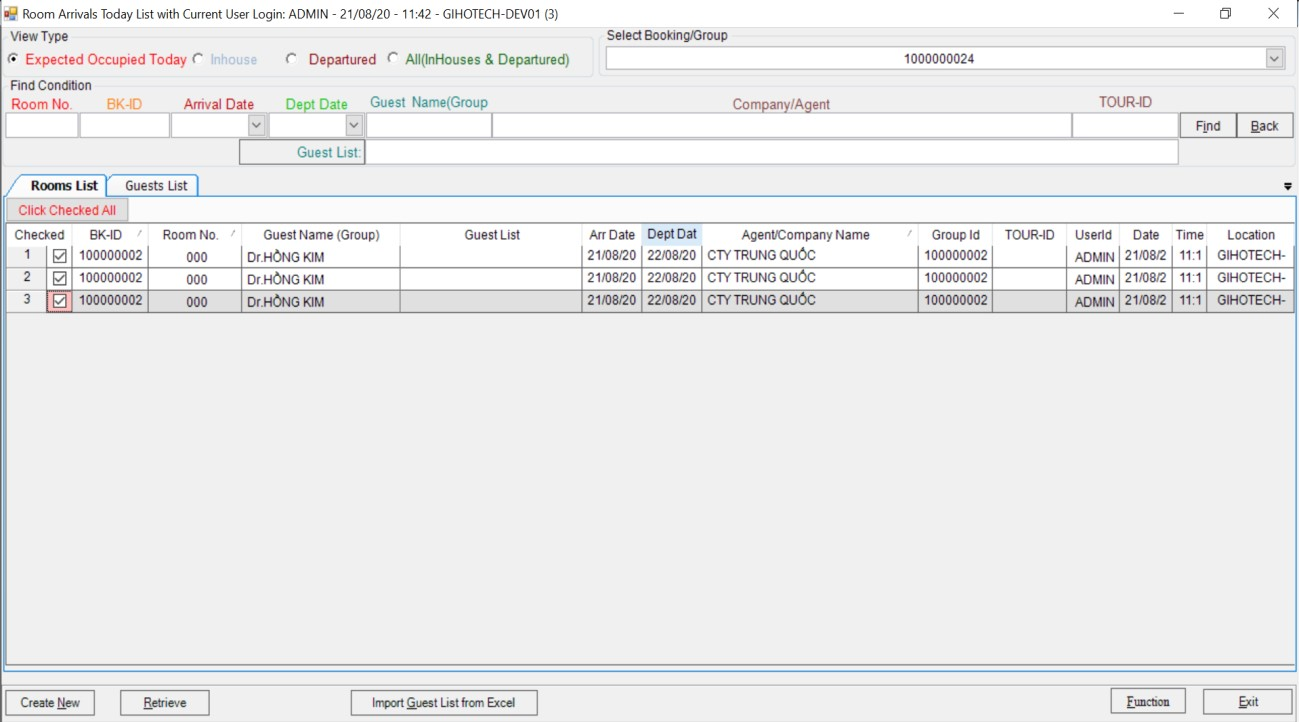 Room Arrivals Today List with Current User Login: ADMIN - 21/08/20 - 11:42 - GIHOTECH-DEV01 (3)
View Type
Select Booking/Group
Expected Occupied Today Inhouse Departured All(InHouses & Departured)
1000000024
Find Condition
Room No. BK-ID Arrival Date Dept Date Guest Name(Group Company/Agent TOUR-ID
Find Back
Guest List:
Rooms List Guests List
Click Checked All
Checked BK-ID Room No. Guest Name (Group) Guest List Arr Date Dept Dat Agent/Company Name Group Id TOUR-ID UserId Date Time Location
1 100000002 000 Dr.HỒNG KIM 21/08/20 22/08/20 CTY TRUNG QUỐC 100000002 ADMIN 21/08/2 11:1 GIHOTECH-
2 100000002 000 Dr.HỒNG KIM 21/08/20 22/08/20 CTY TRUNG QUỐC 100000002 ADMIN 21/08/2 11:1 GIHOTECH-
3 100000002 000 Dr.HỒNG KIM 21/08/20 22/08/20 CTY TRUNG QUỐC 100000002 ADMIN 21/08/2 11:1 GIHOTECH-
Create New Retrieve Import Guest List from Excel Function Exit